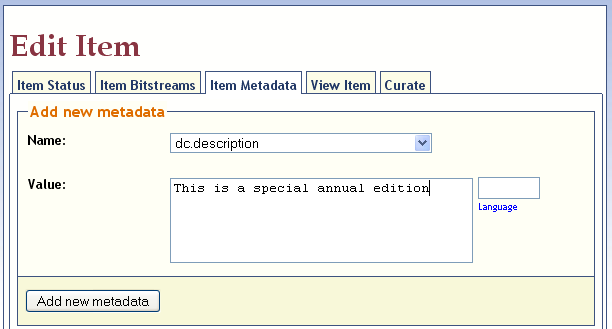 Edit Item
Item Status Item Bitstreams Item Metadata View Item Curate
Add new metadata
Name: dc.description
Value: This is a special annual edition
Language
Add new metadata